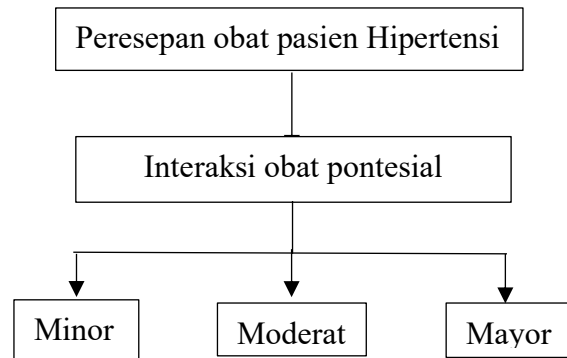 Peresepan obat pasien Hipertensi
Interaksi obat pontesial
Minor
Moderat
Mayor